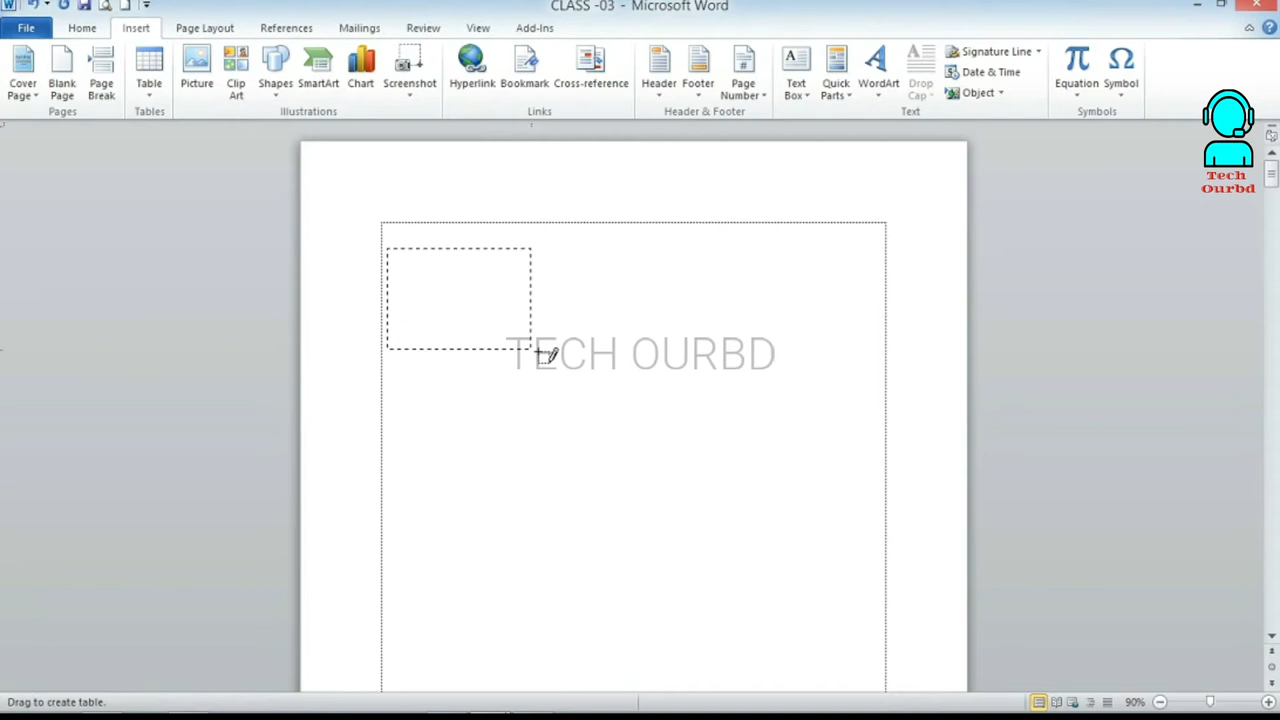 CLASS -03 - Microsoft Word
File Home Insert Page Layout References Mailings Review View Add-Ins
Cover Page
Blank Page
Page Break
Table
Picture
Clip Art
Shapes
SmartArt
Chart
Screenshot
Hyperlink
Bookmark
Cross-reference
Header
Footer
Page Number
Text Box
Quick Parts
WordArt
Drop Cap
Signature Line
Date & Time
Object
Equation
Symbol
Pages Tables Illustrations Links Header & Footer Text Symbols
Tech
Ourbd
TECH OURBD
Drag to create table.
90%